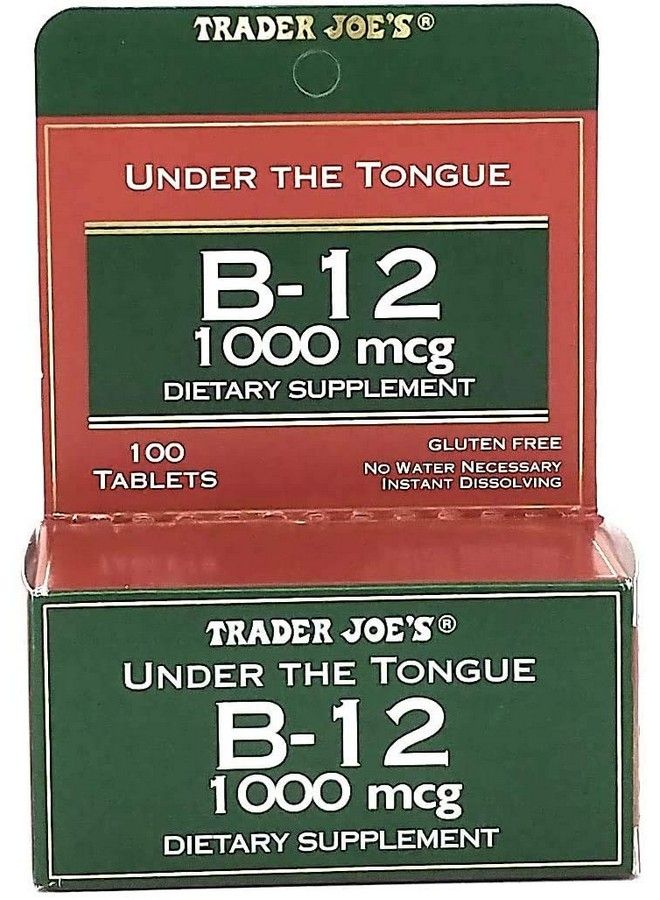 TRADER JOE'S®
UNDER THE TONGUE
B-12
1000 mcg
DIETARY SUPPLEMENT
100
TABLETS
GLUTEN FREE
NO WATER NECESSARY
INSTANT DISSOLVING
TRADER JOE'S®
UNDER THE TONGUE
B-12
1000 mcg
DIETARY SUPPLEMENT